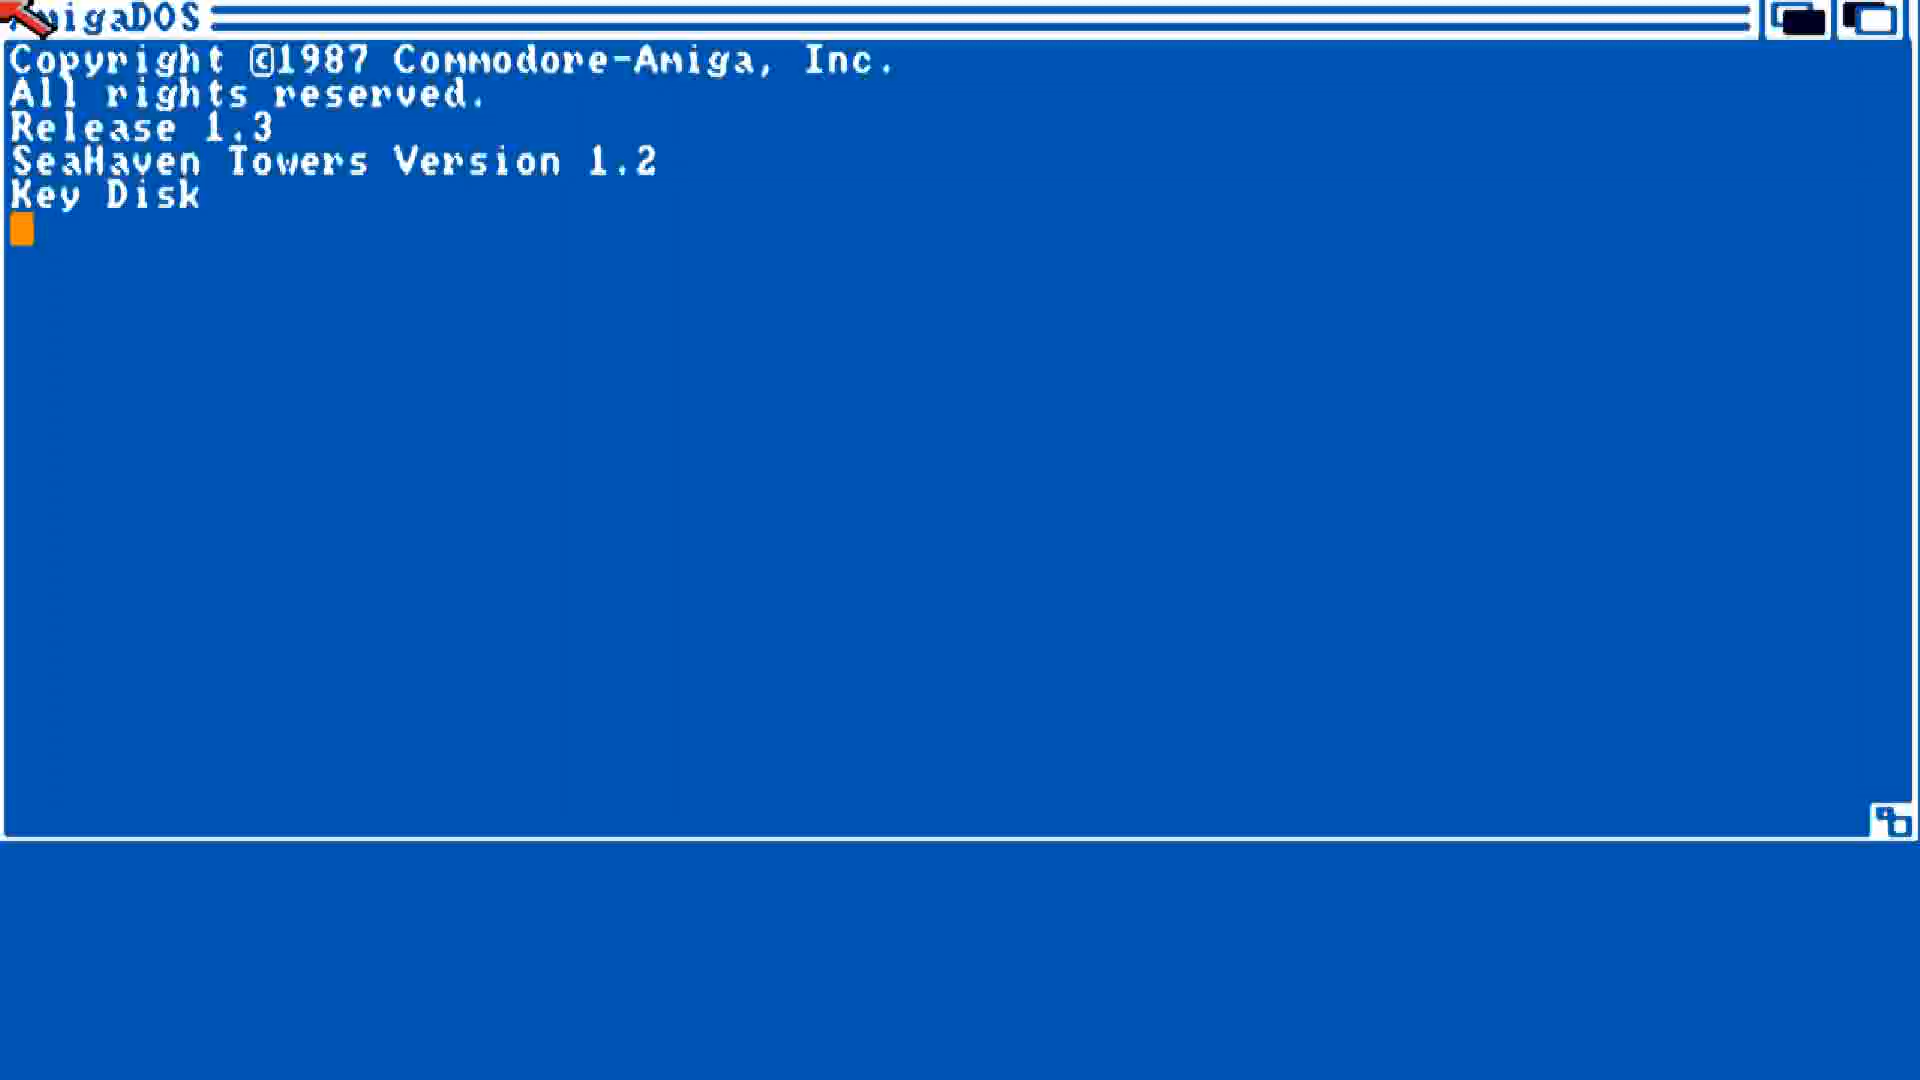 AmigaDOS
Copyright ©1987 Commodore-Amiga, Inc.
All rights reserved.
Release 1.3
SeaHaven Towers Version 1.2
Key Disk